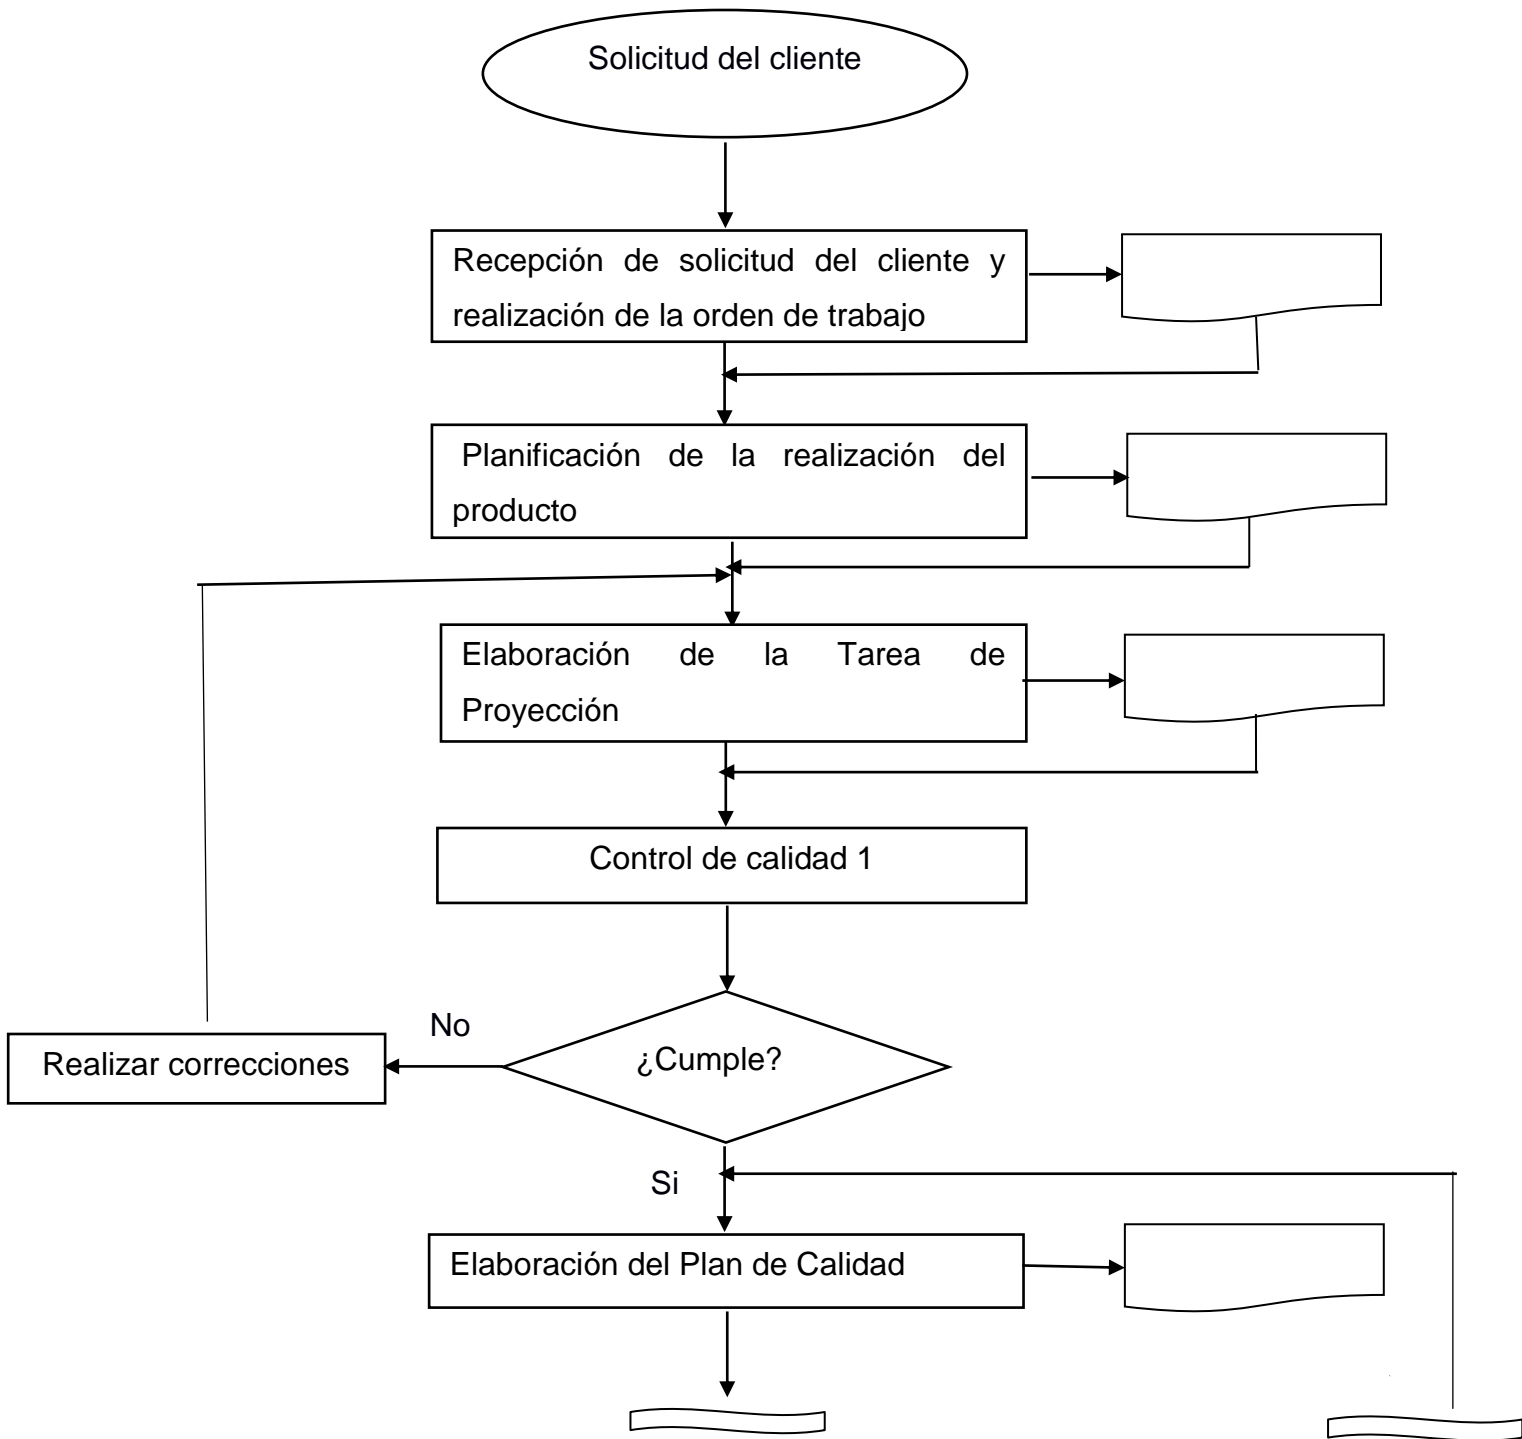 Solicitud del cliente
Recepción de solicitud del cliente y
realización de la orden de trabajo
Planificación de la realización del
producto
Elaboración de la Tarea de
Proyección
Control de calidad 1
No
Realizar correcciones
¿Cumple?
Si
Elaboración del Plan de Calidad